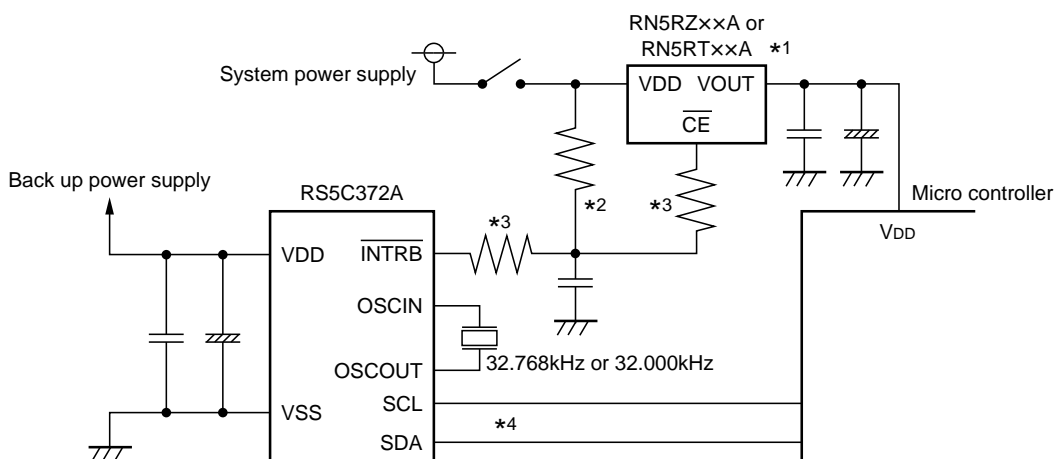 RN5RZ××A or
RN5RT××A *1
System power supply
VDD VOUT
CE
Back up power supply
RS5C372A
*2
*3
Micro controller
*3
VDD
VDD
INTRB
OSCIN
32.768kHz or 32.000kHz
OSCOUT
SCL
VSS
*4
SDA